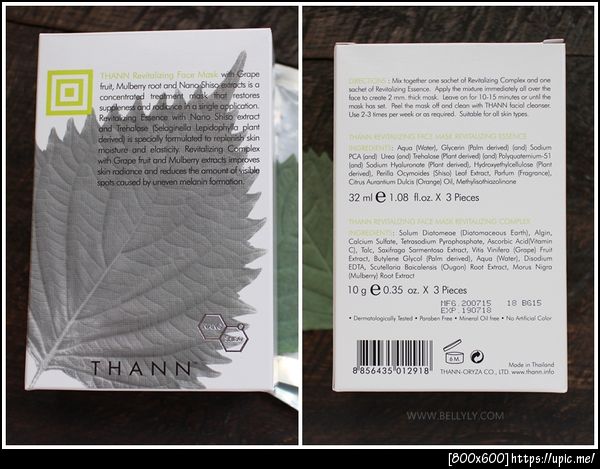 THANN Revitalizing Face Mask with Grape
fruit, Mulberry root and Nano Shiso extracts is a
concentrated treatment mask that restores
suppleness and radiance in a single application.
Revitalizing Essence with Nano Shiso extract
and Trehalose (Selaginella Lepidophylla plant
derived) is specially formulated to replenish skin
moisture and elasticity. Revitalizing Complex
with Grape fruit and Mulberry extracts improves
skin radiance and reduces the amount of visible
spots caused by uneven melanin formation.
THANN
DIRECTIONS : Mix together one sachet of Revitalizing Complex and one
sachet of Revitalizing Essence. Apply the mixture immediately all over the
face to create 2 mm. thick mask. Leave on for 10-15 minutes or until the
mask has set. Peel the mask off and clean with THANN facial cleanser.
Use 2-3 times per week or as required. Suitable for all skin types.
THANN REVITALIZING FACE MASK REVITALIZING ESSENCE
INGREDIENTS: Aqua (Water), Glycerin (Palm derived) (and) Sodium
PCA (and) Urea (and) Trehalose (Plant derived) (and) Polyquaternium-51
(and) Sodium Hyaluronate (Plant derived), Hydroxyethylcellulose (Plant
derived), Perilla Ocymoides (Shiso) Leaf Extract, Parfum (Fragrance),
Citrus Aurantium Dulcis (Orange) Oil, Methylisothiazolinone
32 ml e 1.08 fl.oz. X 3 Pieces
THANN REVITALIZING FACE MASK REVITALIZING COMPLEX
INGREDIENTS: Solum Diatomeae (Diatomaceous Earth), Algin,
Calcium Sulfate, Tetrasodium Pyrophosphate, Ascorbic Acid(Vitamin
C), Talc, Saxifraga Sarmentosa Extract, Vitis Vinifera (Grape) Fruit
Extract, Butylene Glycol (Palm derived), Aqua (Water), Disodium
EDTA, Scutellaria Baicalensis (Ougon) Root Extract, Morus Nigra
(Mulberry) Root Extract
10 g e 0.35 oz. X 3 Pieces
MFG.200715 18 BG15
EXP.190718
• Dermatologically Tested • Paraben Free • Mineral Oil free • No Artificial Color
8 856435 012918
6 M
Made in Thailand
THANN-ORYZA CO., LTD. www.thann.info
WWW.BELLYLY.COM
[800x600] https://upic.me/